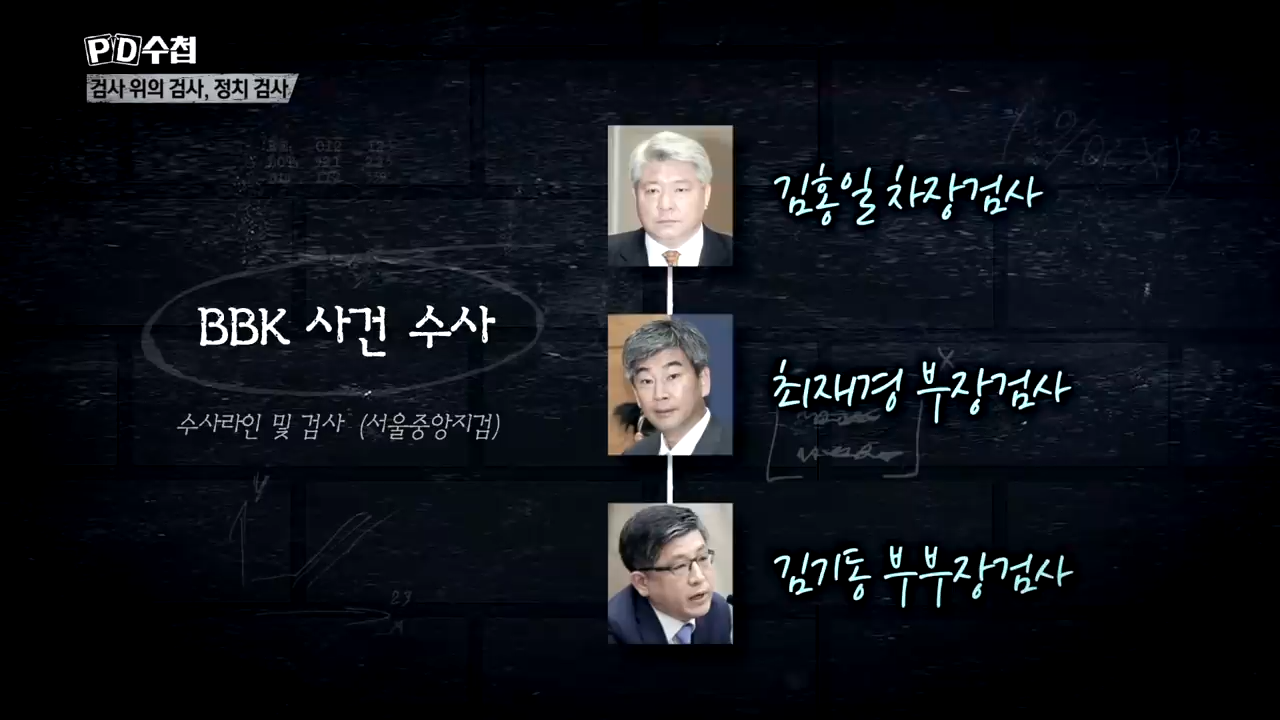 PD수첩
검사 위의 검사, 정치 검사
김홍일 차장검사
BBK 사건 수사
최재경 부장검사
수사라인 및 검사 (서울중앙지검)
김기동 부부장검사